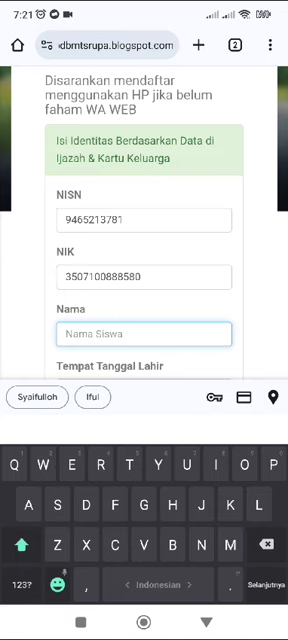 7:21
dbmtsrupa.blogspot.com
2
Disarankan mendaftar
menggunakan HP jika belum
faham WA WEB
Isi Identitas Berdasarkan Data di
Ijazah & Kartu Keluarga
NISN
9465213781
NIK
3507100888580
Nama
Nama Siswa
Tempat Tanggal Lahir
Syaifulloh
Iful
Q W E R T Y U I O P
A S D F G H J K L
Z X C V B N M
?123
, < Indonesian > . Selanjutnya